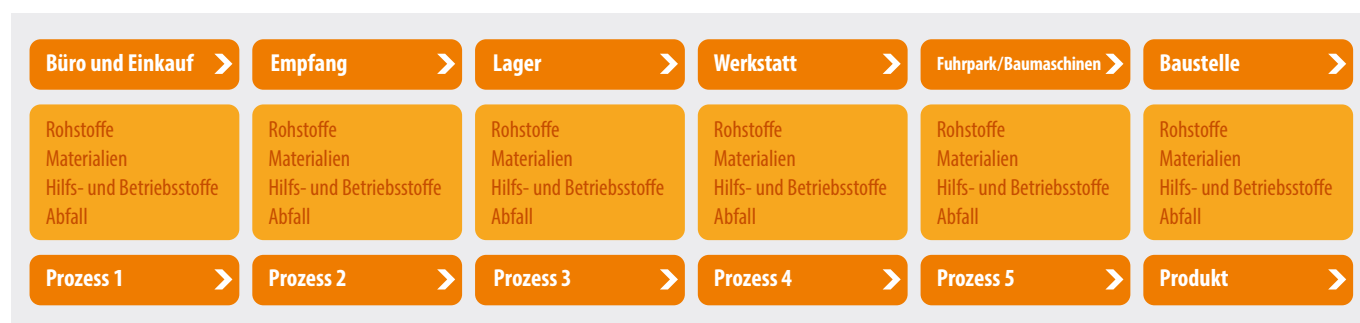 Büro und Einkauf
Empfang
Lager
Werkstatt
Fuhrpark/Baumaschinen
Baustelle
Rohstoffe
Materialien
Hilfs- und Betriebsstoffe
Abfall
Rohstoffe
Materialien
Hilfs- und Betriebsstoffe
Abfall
Rohstoffe
Materialien
Hilfs- und Betriebsstoffe
Abfall
Rohstoffe
Materialien
Hilfs- und Betriebsstoffe
Abfall
Rohstoffe
Materialien
Hilfs- und Betriebsstoffe
Abfall
Rohstoffe
Materialien
Hilfs- und Betriebsstoffe
Abfall
Prozess 1
Prozess 2
Prozess 3
Prozess 4
Prozess 5
Produkt